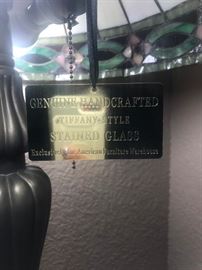 GENUINE HANDCRAFTED
TIFFANY-STYLE
STAINED GLASS
Exclusively for American Furniture Warehouse